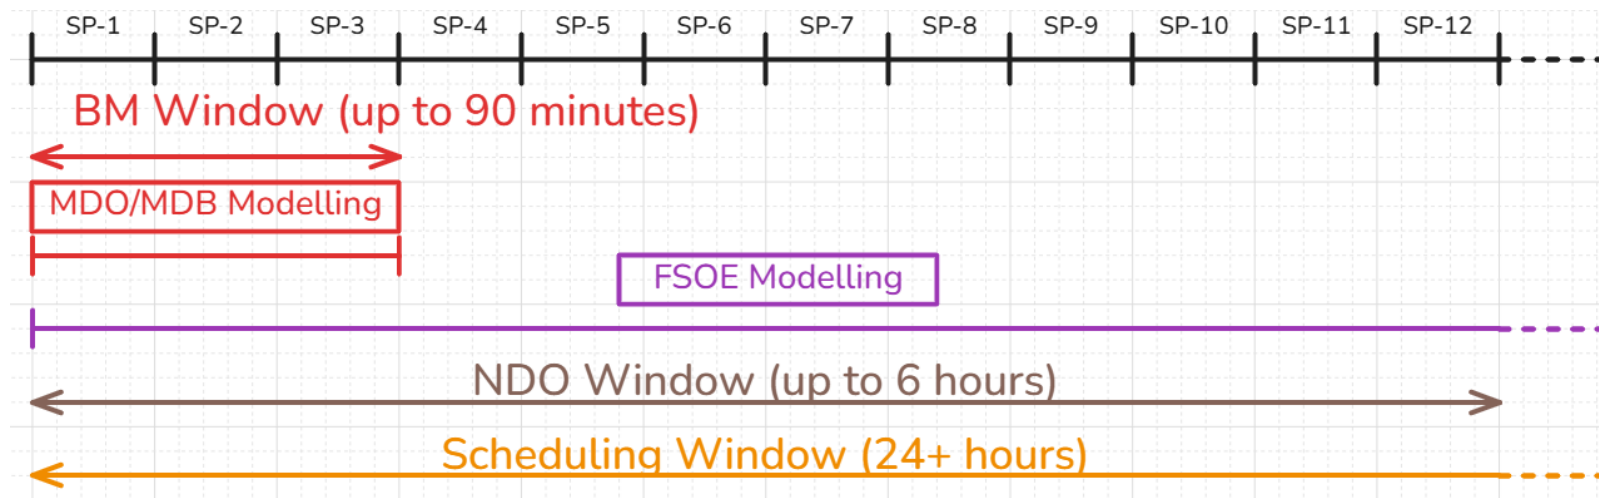 SP-1 SP-2 SP-3 SP-4 SP-5 SP-6 SP-7 SP-8 SP-9 SP-10 SP-11 SP-12
BM Window (up to 90 minutes)
MDO/MDB Modelling
FSOE Modelling
NDO Window (up to 6 hours)
Scheduling Window (24+ hours)